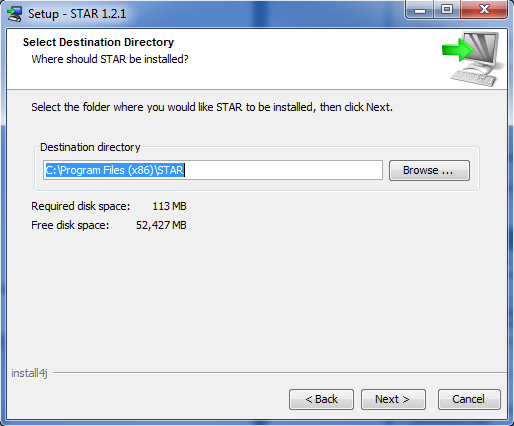 Setup - STAR 1.2.1
Select Destination Directory
Where should STAR be installed?
Select the folder where you would like STAR to be installed, then click Next.
Destination directory
C:\Program Files (x86)\STAR
Browse ...
Required disk space: 113 MB
Free disk space: 52,427 MB
install4j
< Back Next > Cancel